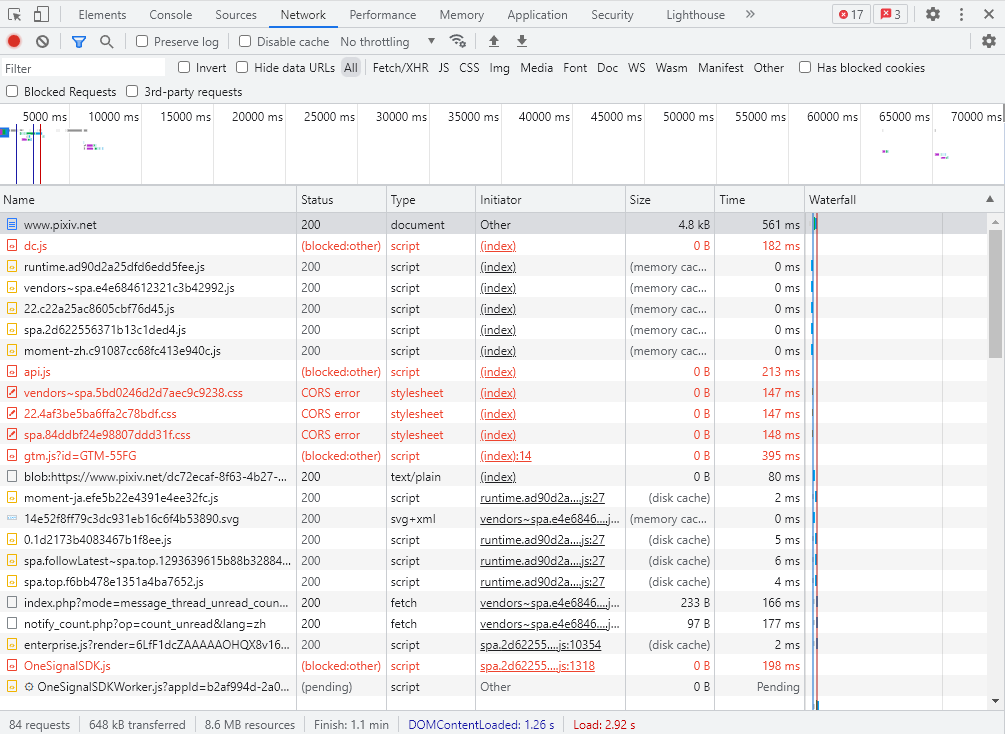 Elements Console Sources Network Performance Memory Application Security Lighthouse » 17 3
Preserve log Disable cache No throttling
Filter Invert Hide data URLs All Fetch/XHR JS CSS Img Media Font Doc WS Wasm Manifest Other Has blocked cookies
Blocked Requests 3rd-party requests
5000 ms 10000 ms 15000 ms 20000 ms 25000 ms 30000 ms 35000 ms 40000 ms 45000 ms 50000 ms 55000 ms 60000 ms 65000 ms 70000 ms
Name Status Type Initiator Size Time Waterfall
www.pixiv.net 200 document Other 4.8 kB 561 ms
dc.js (blocked:other) script (index) 0 B 182 ms
runtime.ad90d2a25dfd6edd5fee.js 200 script (index) (memory cac... 0 ms
vendors~spa.e4e684612321c3b42992.js 200 script (index) (memory cac... 0 ms
22.c22a25ac8605cbf76d45.js 200 script (index) (memory cac... 0 ms
spa.2d622556371b13c1ded4.js 200 script (index) (memory cac... 0 ms
moment-zh.c91087cc68fc413e940c.js 200 script (index) (memory cac... 0 ms
api.js (blocked:other) script (index) 0 B 213 ms
vendors~spa.5bd0246d2d7aec9c9238.css CORS error stylesheet (index) 0 B 147 ms
22.4af3be5ba6ffa2c78bdf.css CORS error stylesheet (index) 0 B 147 ms
spa.84ddbf24e98807ddd31f.css CORS error stylesheet (index) 0 B 148 ms
gtm.js?id=GTM-55FG (blocked:other) script (index):14 0 B 395 ms
blob:https://www.pixiv.net/dc72ecaf-8f63-4b27-... 200 text/plain (index) 0 B 80 ms
moment-ja.efe5b22e4391e4ee32fc.js 200 script runtime.ad90d2a....js:27 (disk cache) 2 ms
14e52f8ff79c3dc931eb16c6f4b53890.svg 200 svg+xml vendors~spa.e4e6846....j... (memory cac... 0 ms
0.1d2173b4083467b1f8ee.js 200 script runtime.ad90d2a....js:27 (disk cache) 5 ms
spa.followLatest~spa.top.1293639615b88b32884... 200 script runtime.ad90d2a....js:27 (disk cache) 6 ms
spa.top.f6bb478e1351a4ba7652.js 200 script runtime.ad90d2a....js:27 (disk cache) 4 ms
index.php?mode=message_thread_unread_coun... 200 fetch vendors~spa.e4e6846....j... 233 B 166 ms
notify_count.php?op=count_unread&lang=zh 200 fetch vendors~spa.e4e6846....j... 97 B 177 ms
enterprise.js?render=6LfF1dcZAAAAAOHQX8v16... 200 script spa.2d62255....js:10354 (disk cache) 2 ms
OneSignalSDK.js (blocked:other) script spa.2d62255....js:1318 0 B 198 ms
OneSignalSDKWorker.js?appId=b2af994d-2a0... (pending) script Other 0 B Pending
84 requests 648 kB transferred 8.6 MB resources Finish: 1.1 min DOMContentLoaded: 1.26 s Load: 2.92 s